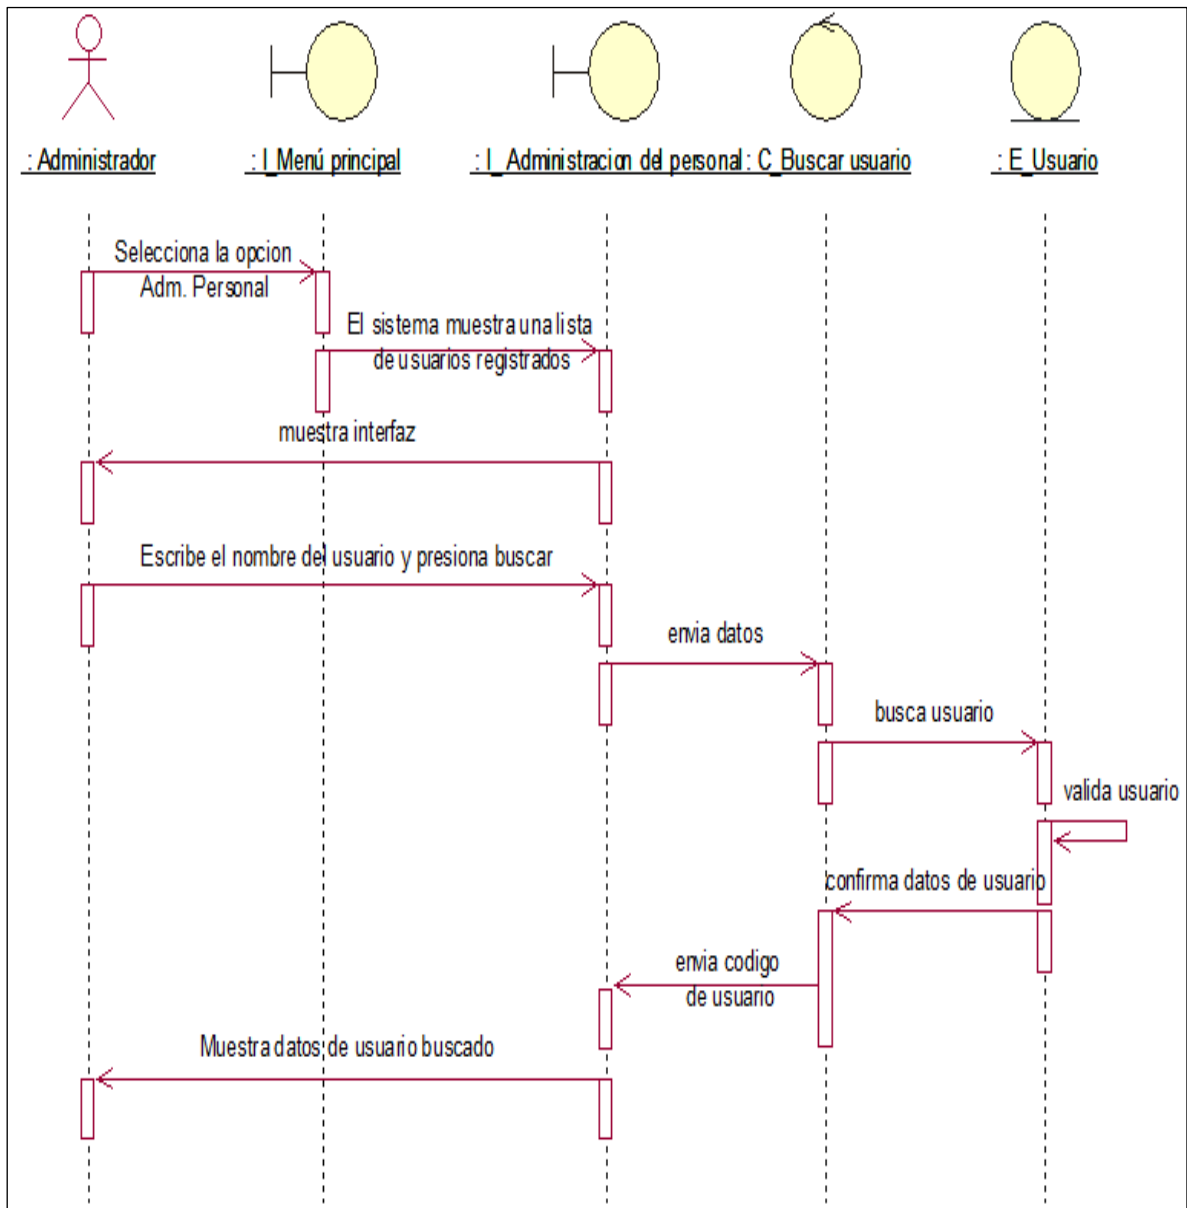 : Administrador
: I_Menú principal
: I_ Administracion del personal
: C_Buscar usuario
: E_Usuario
Selecciona la opcion
Adm. Personal
El sistema muestra una lista
de usuarios registrados
muestra interfaz
Escribe el nombre del usuario y presiona buscar
envia datos
busca usuario
valida usuario
confirma datos de usuario
envia codigo
de usuario
Muestra datos de usuario buscado